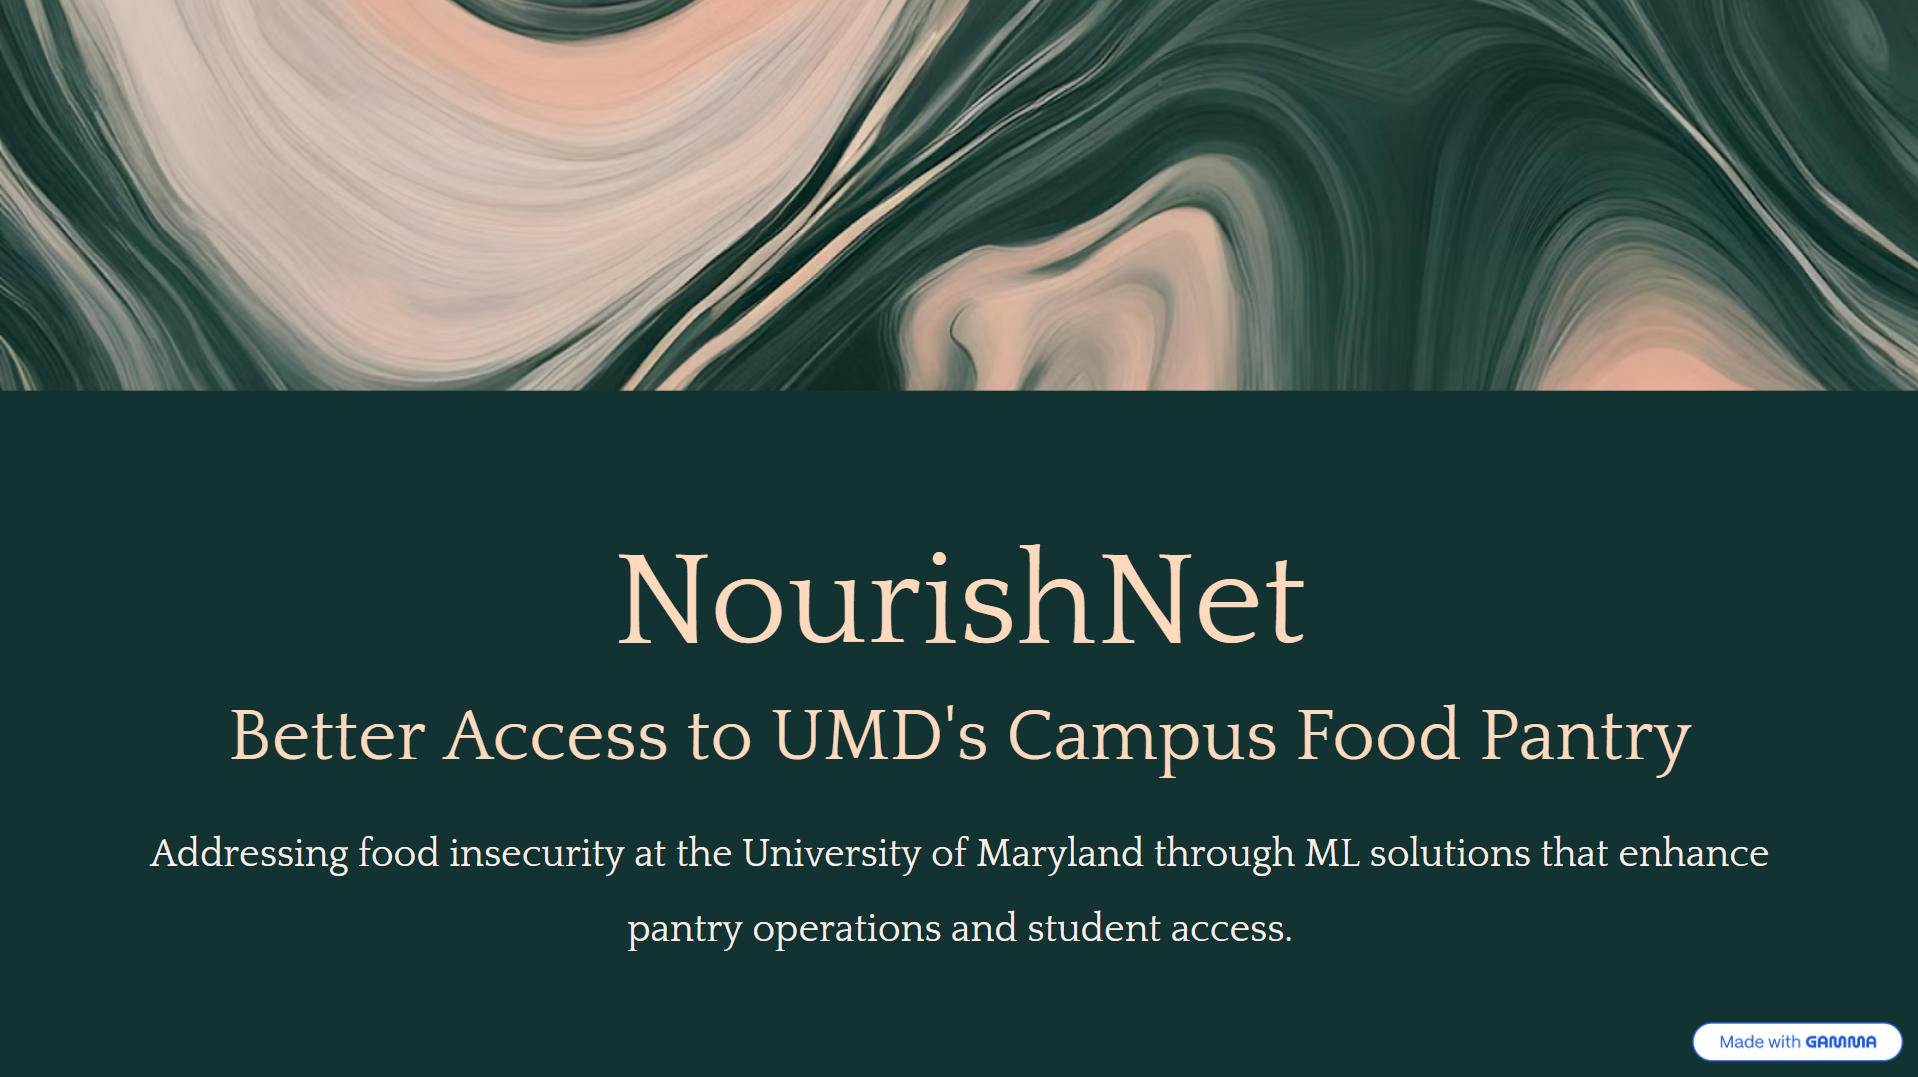 NourishNet
Better Access to UMD's Campus Food Pantry
Addressing food insecurity at the University of Maryland through ML solutions that enhance
pantry operations and student access.
Made with GAMMA